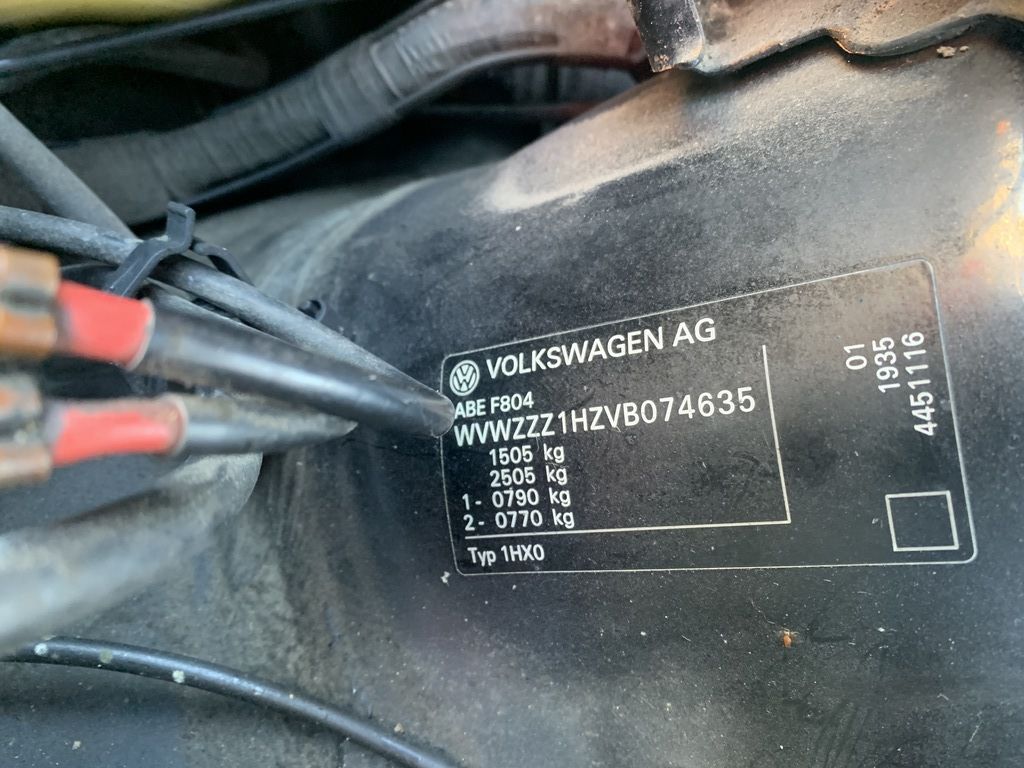 VOLKSWAGEN AG
ABE F804
WVWZZZ1HZVB074635
1505 kg
2505 kg
1- 0790 kg
2- 0770 kg
Typ 1HX0
01
1935
4451116